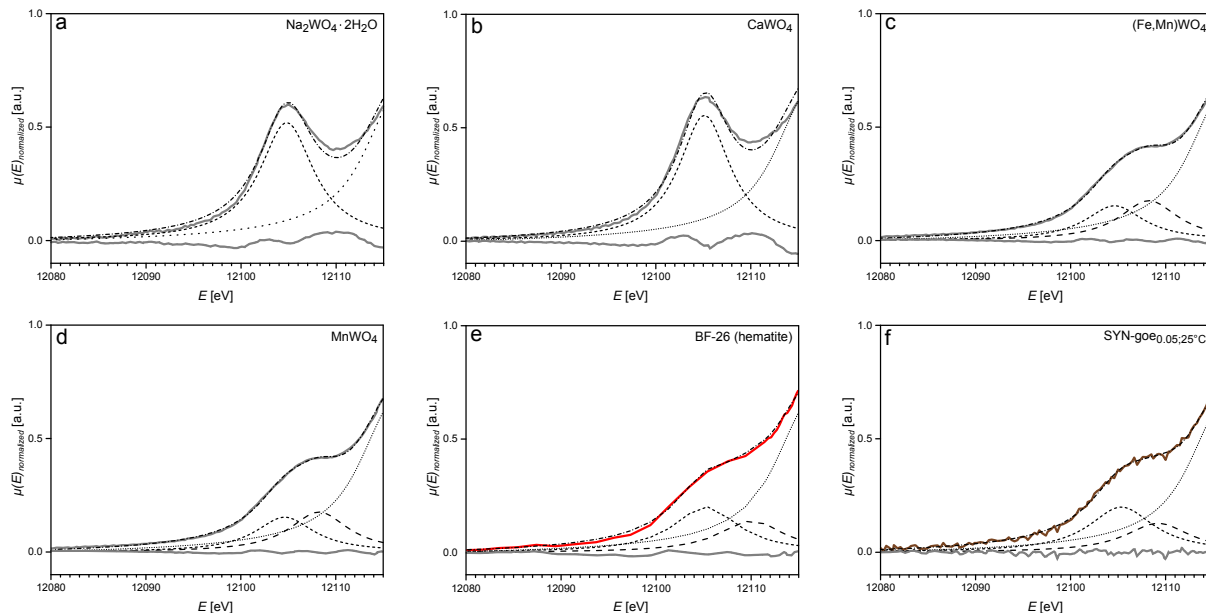 a
Na₂WO₄· 2H₂O
1.0
0.5
0.0
μ(E)normalized [a.u.]
12080 12090 12100 12110
E [eV]
b
CaWO₄
1.0
0.5
0.0
μ(E)normalized [a.u.]
12080 12090 12100 12110
E [eV]
c
(Fe,Mn)WO₄
1.0
0.5
0.0
μ(E)normalized [a.u.]
12080 12090 12100 12110
E [eV]
d
MnWO₄
1.0
0.5
0.0
μ(E)normalized [a.u.]
12080 12090 12100 12110
E [eV]
e
BF-26 (hematite)
1.0
0.5
0.0
μ(E)normalized [a.u.]
12080 12090 12100 12110
E [eV]
f
SYN-goe0.05;25°C
1.0
0.5
0.0
μ(E)normalized [a.u.]
12080 12090 12100 12110
E [eV]